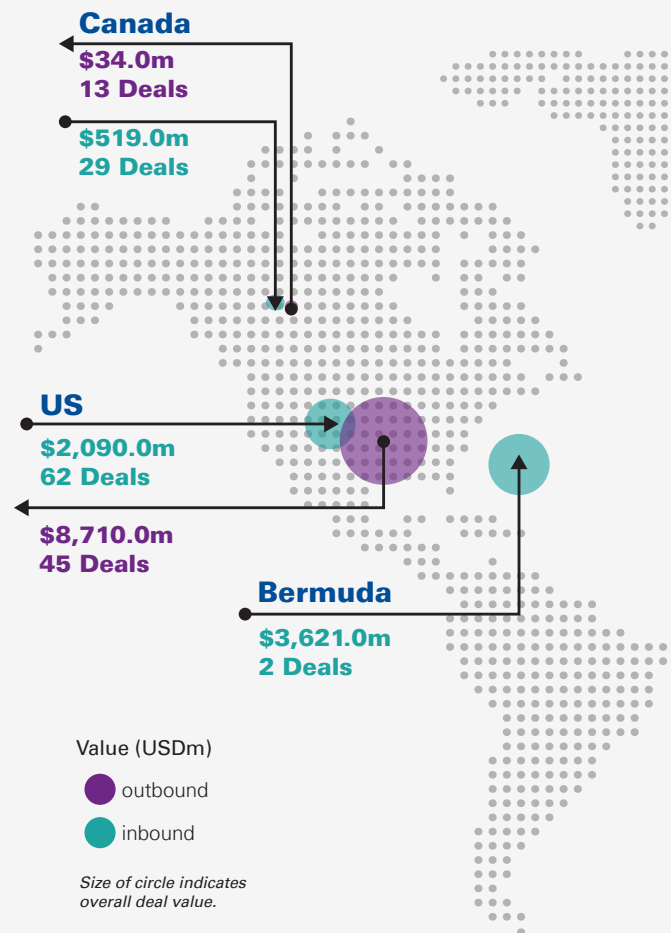 Canada
$34.0m
13 Deals
$519.0m
29 Deals
US
$2,090.0m
62 Deals
$8,710.0m
45 Deals
Bermuda
$3,621.0m
2 Deals
Value (USDm)
outbound
inbound
Size of circle indicates
overall deal value.